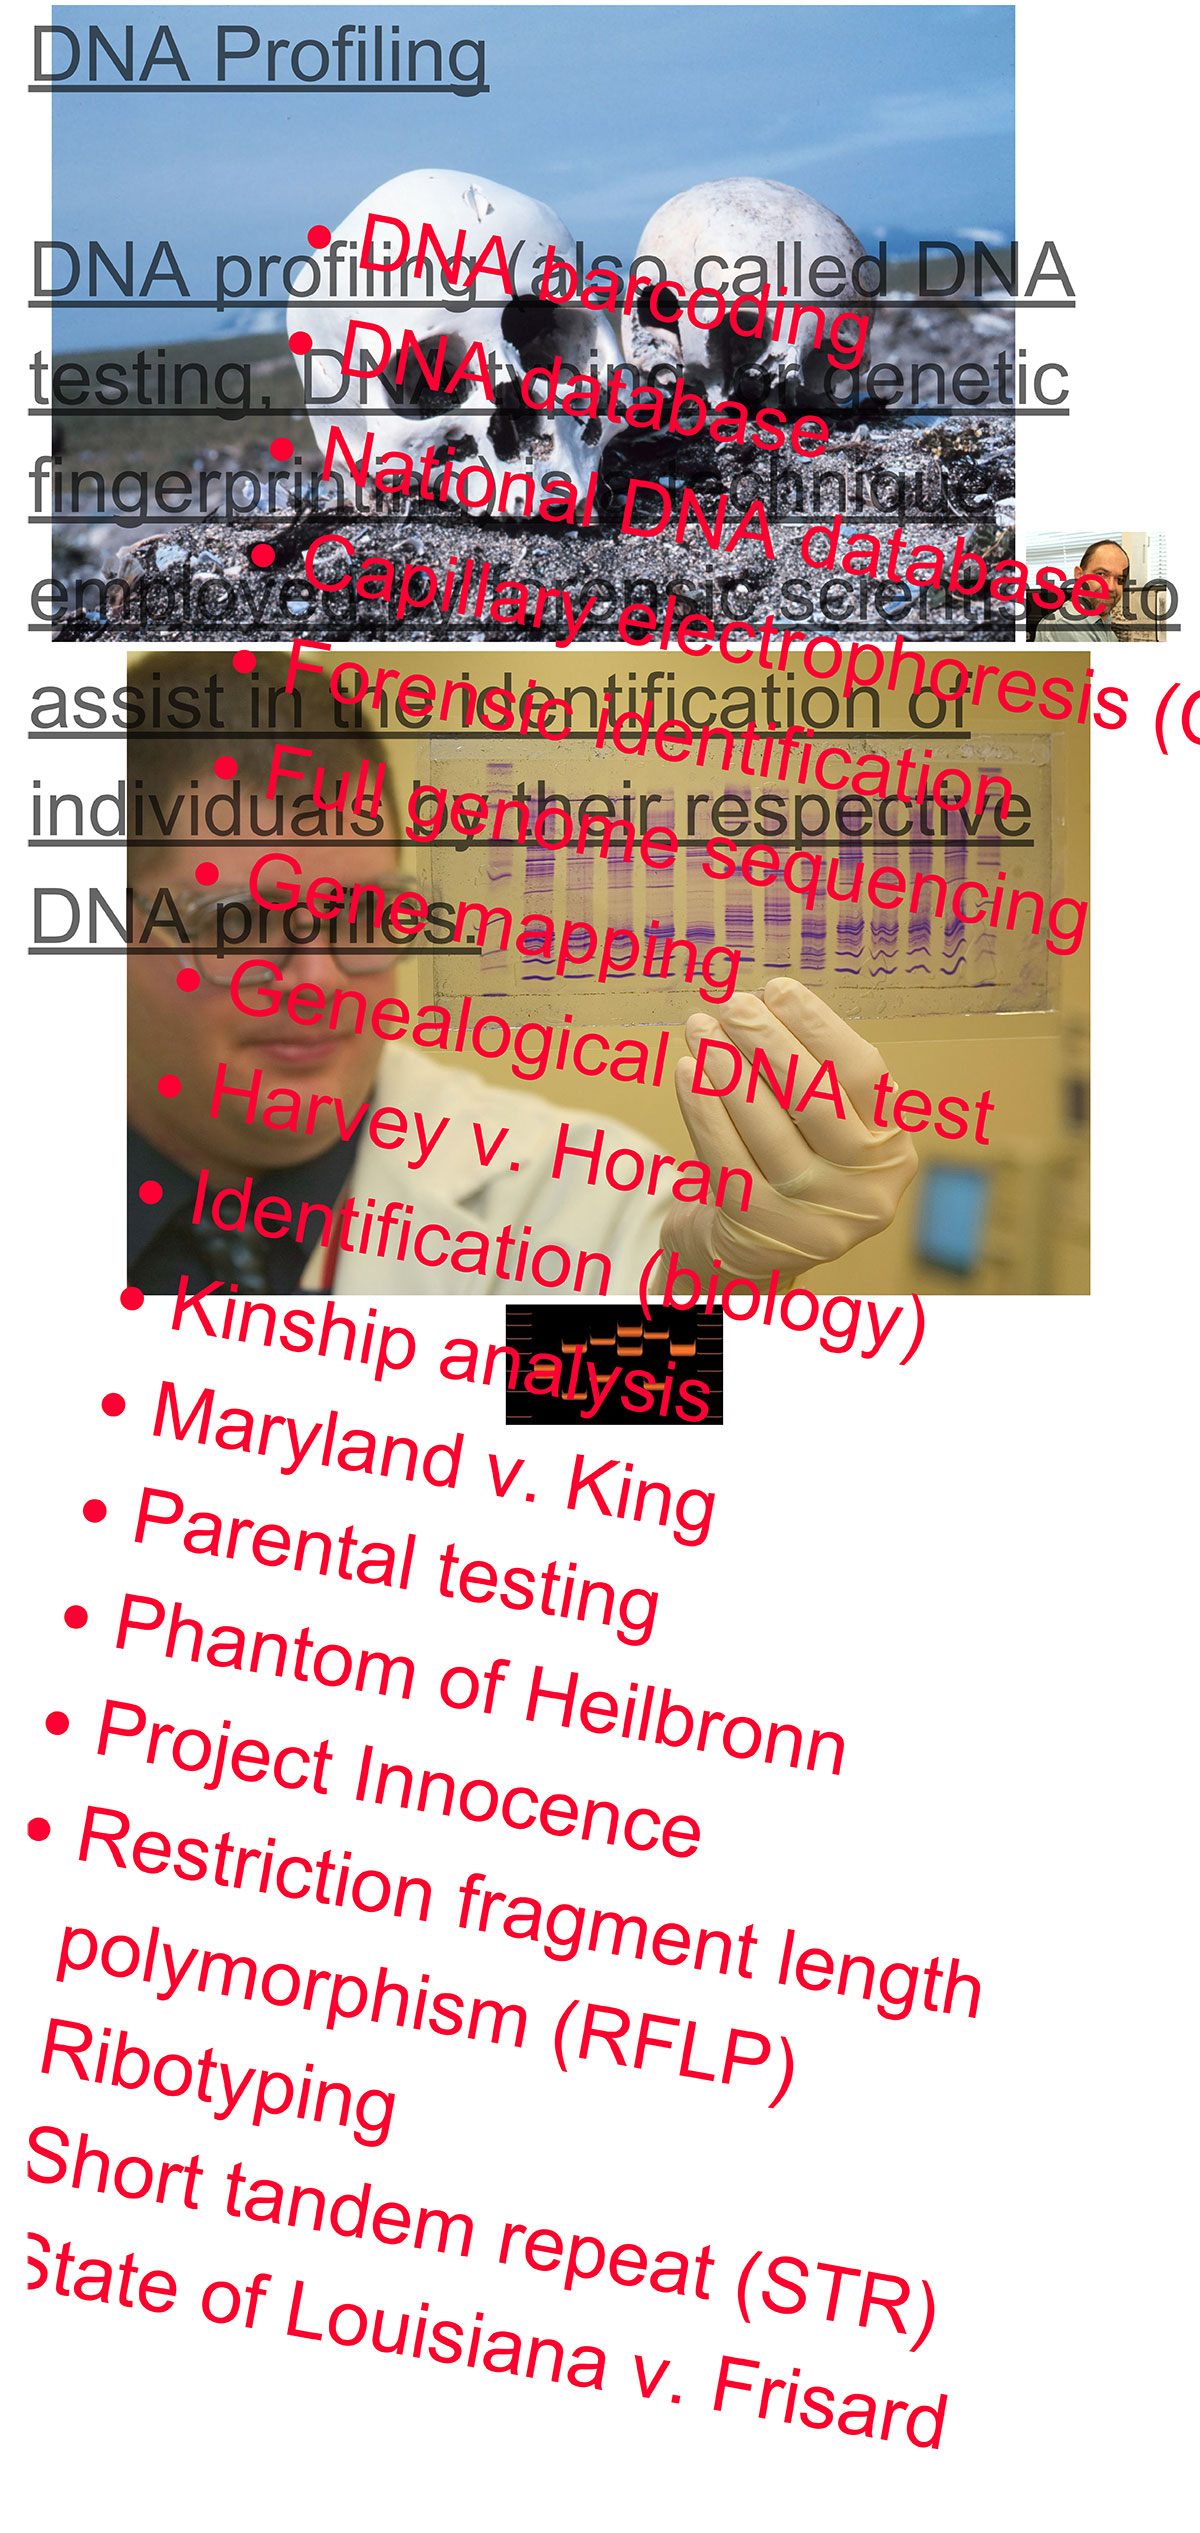 DNA Profiling
DNA profiling (also called DNA
testing, DNA typing, or genetic
fingerprinting) is a technique
employed by forensic scientists to
assist in the identification of
individuals by their respective
DNA profiles.
• DNA barcoding
• DNA database
• National DNA database
• Capillary electrophoresis (
• Forensic identification
• Full genome sequencing
• Gene mapping
• Genealogical DNA test
• Harvey v. Horan
• Identification (biology)
• Kinship analysis
• Maryland v. King
• Parental testing
• Phantom of Heilbronn
• Project Innocence
• Restriction fragment length
polymorphism (RFLP)
Ribotyping
Short tandem repeat (STR)
State of Louisiana v. Frisard